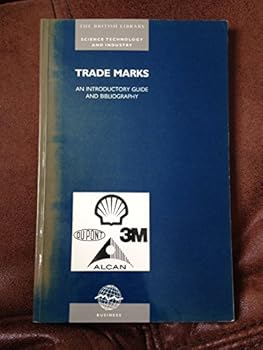 THE BRITISH LIBRARY
SCIENCE TECHNOLOGY
AND INDUSTRY
TRADE MARKS
AN INTRODUCTORY GUIDE
AND BIBLIOGRAPHY
DUPONT
3M
ALCAN
BUSINESS